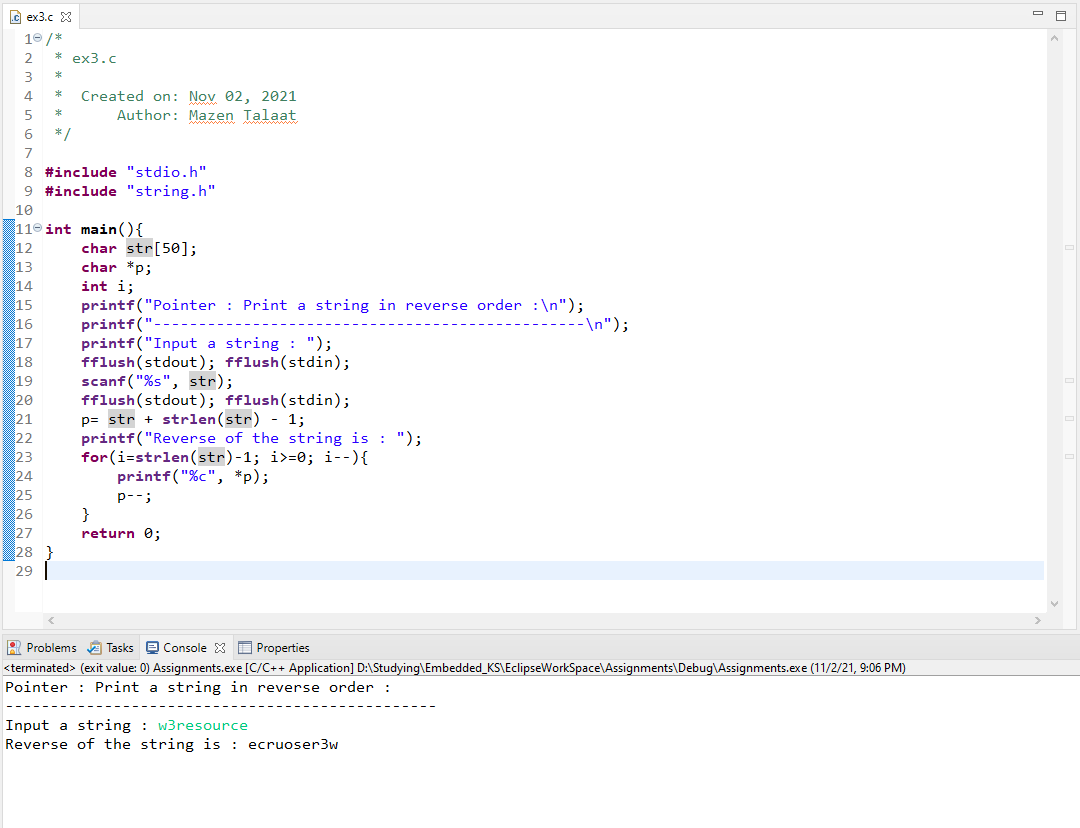 ex3.c
1 /*
2  * ex3.c
3  *
4  *  Created on: Nov 02, 2021
5  *      Author: Mazen Talaat
6  */
7
8 #include "stdio.h"
9 #include "string.h"
10
11 int main(){
12     char str[50];
13     char *p;
14     int i;
15     printf("Pointer : Print a string in reverse order :\n");
16     printf("------------------------------------------------\n");
17     printf("Input a string : ");
18     fflush(stdout); fflush(stdin);
19     scanf("%s", str);
20     fflush(stdout); fflush(stdin);
21     p= str + strlen(str) - 1;
22     printf("Reverse of the string is : ");
23     for(i=strlen(str)-1; i>=0; i--){
24         printf("%c", *p);
25         p--;
26     }
27     return 0;
28 }
29
Problems Tasks Console Properties
<terminated> (exit value: 0) Assignments.exe [C/C++ Application] D:\Studying\Embedded_KS\EclipseWorkSpace\Assignments\Debug\Assignments.exe (11/2/21, 9:06 PM)
Pointer : Print a string in reverse order :
------------------------------------------------
Input a string : w3resource
Reverse of the string is : ecruoser3w